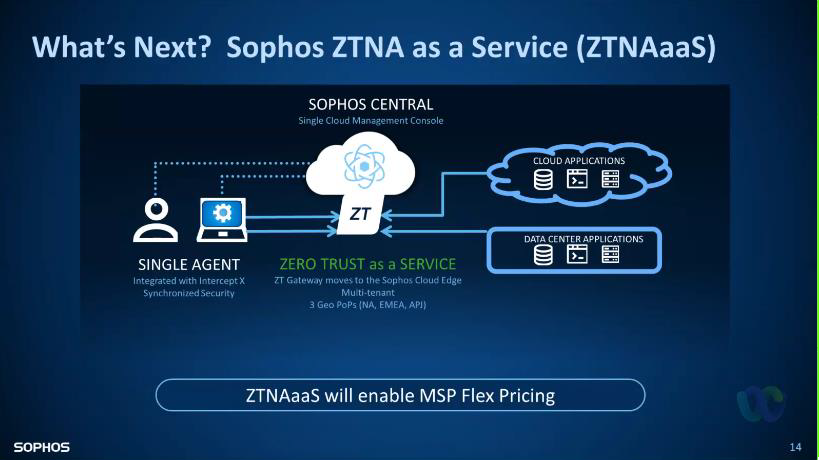 What's Next?  Sophos ZTNA as a Service (ZTNAaaS)
SOPHOS CENTRAL
Single Cloud Management Console
CLOUD APPLICATIONS
ZT
DATA CENTER APPLICATIONS
SINGLE AGENT
Integrated with Intercept X
Synchronized Security
ZERO TRUST as a SERVICE
ZT Gateway moves to the Sophos Cloud Edge
Multi-tenant
3 Geo PoPs (NA, EMEA, APJ)
ZTNAaaS will enable MSP Flex Pricing
SOPHOS
14